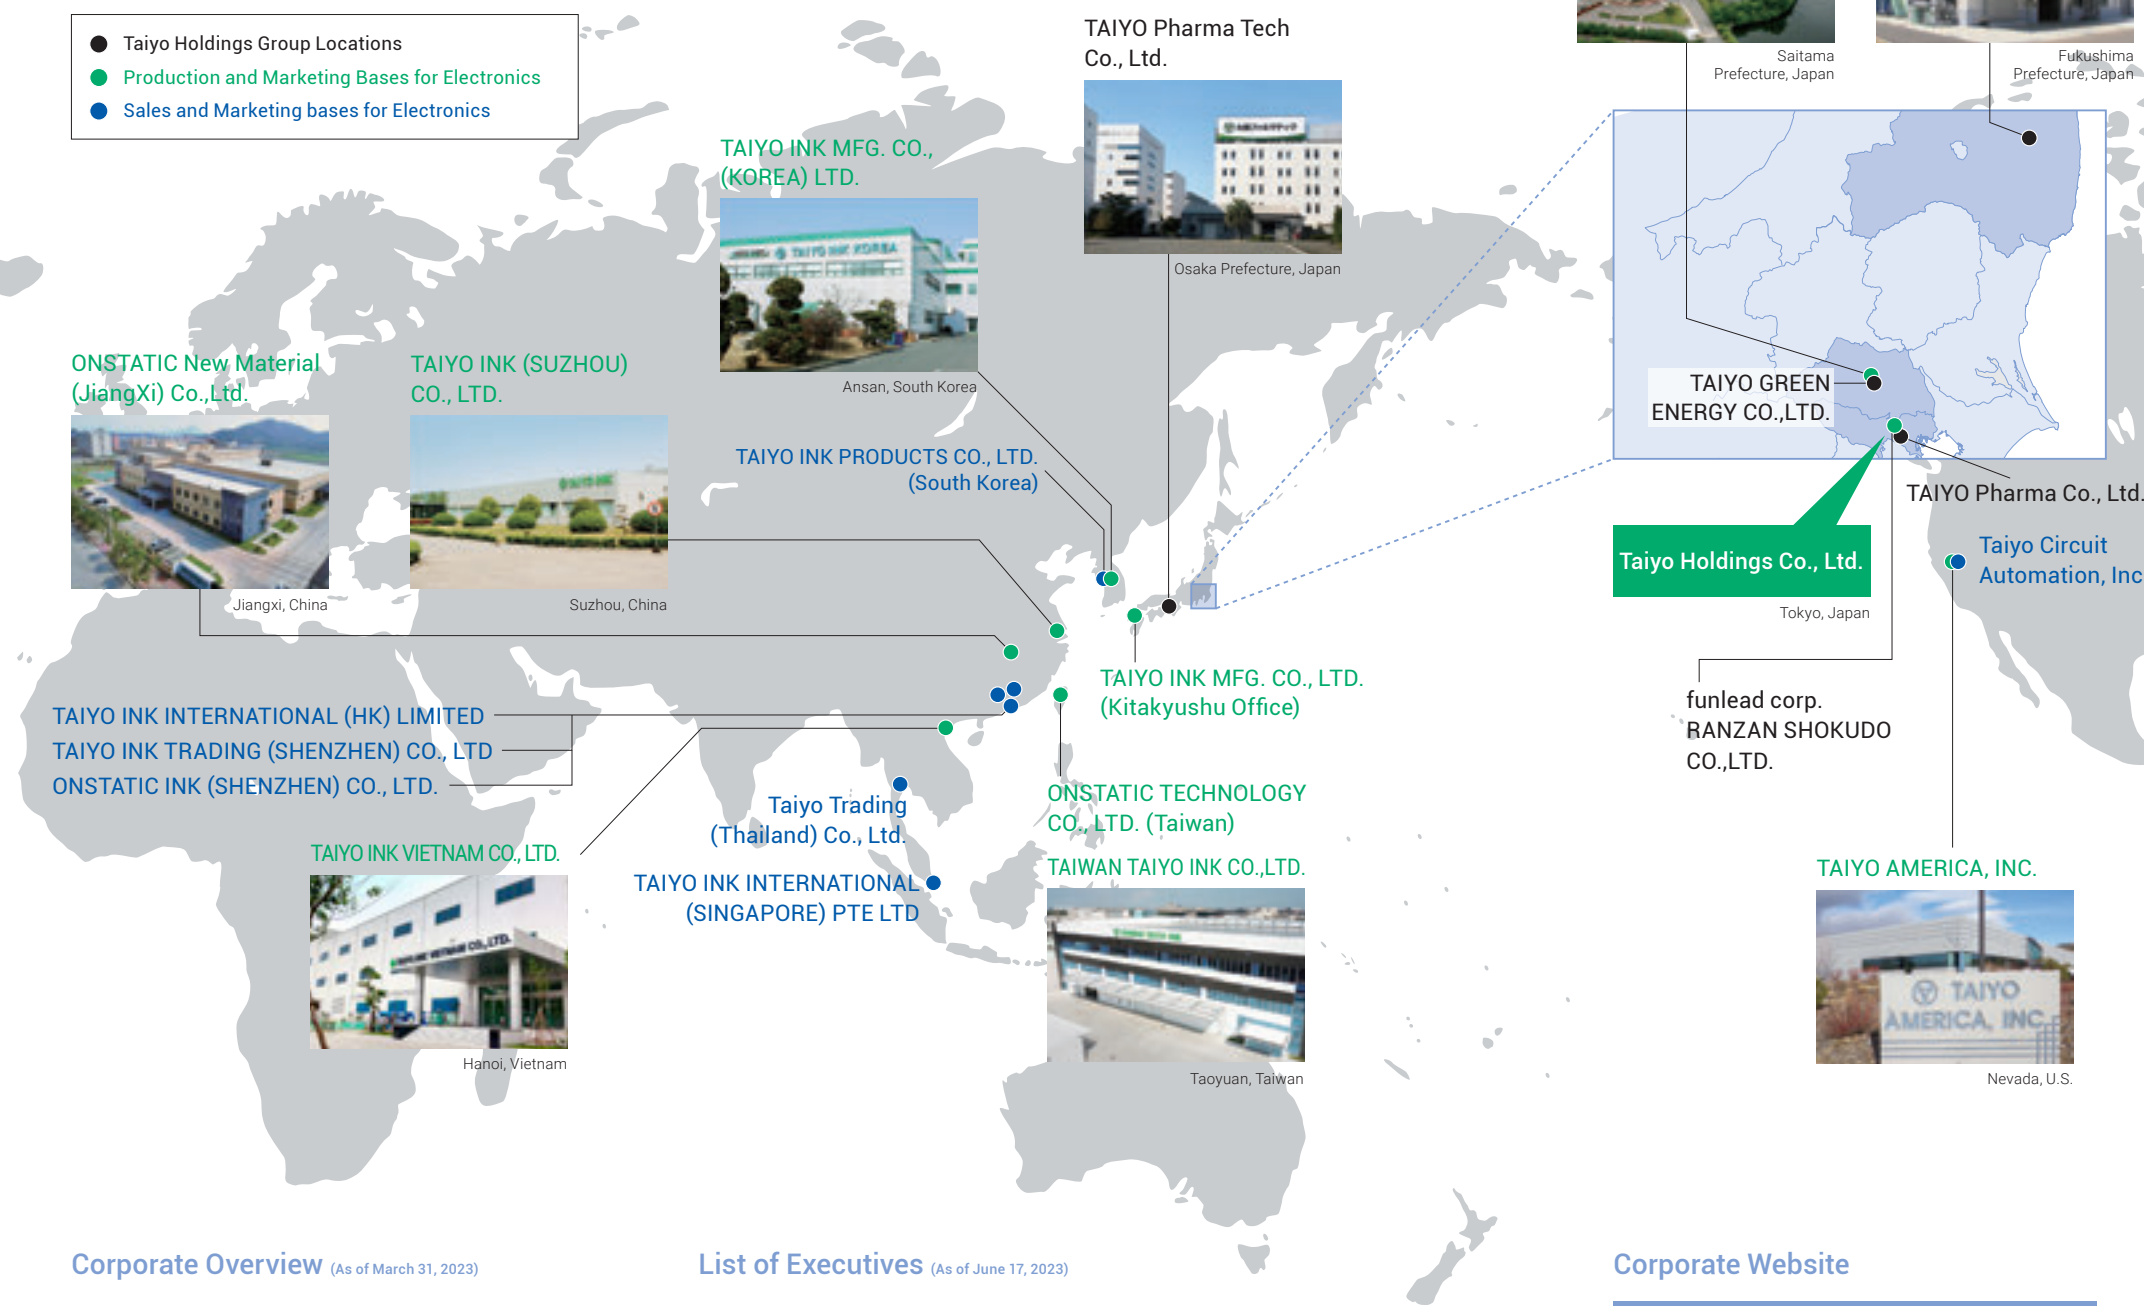 Taiyo Holdings Group Locations
Production and Marketing Bases for Electronics
Sales and Marketing bases for Electronics
TAIYO Pharma Tech
Co., Ltd.
Osaka Prefecture, Japan
Saitama
Prefecture, Japan
Fukushima
Prefecture, Japan
TAIYO INK MFG. CO.,
(KOREA) LTD.
TAIYO INK KOREA
Ansan, South Korea
ONSTATIC New Material
(JiangXi) Co.,Ltd.
Jiangxi, China
TAIYO INK (SUZHOU)
CO., LTD.
TAIYO INK
Suzhou, China
TAIYO INK PRODUCTS CO., LTD.
(South Korea)
TAIYO GREEN
ENERGY CO.,LTD.
TAIYO Pharma Co., Ltd.
Taiyo Holdings Co., Ltd.
Tokyo, Japan
Taiyo Circuit
Automation, Inc
TAIYO INK MFG. CO., LTD.
(Kitakyushu Office)
funlead corp.
RANZAN SHOKUDO
CO.,LTD.
TAIYO INK INTERNATIONAL (HK) LIMITED
TAIYO INK TRADING (SHENZHEN) CO., LTD
ONSTATIC INK (SHENZHEN) CO., LTD.
Taiyo Trading
(Thailand) Co., Ltd.
TAIYO INK INTERNATIONAL
(SINGAPORE) PTE LTD
ONSTATIC TECHNOLOGY
CO., LTD. (Taiwan)
TAIWAN TAIYO INK CO.,LTD.
Taoyuan, Taiwan
TAIYO INK VIETNAM CO., LTD.
Hanoi, Vietnam
TAIYO AMERICA, INC.
TAIYO
AMERICA, INC
Nevada, U.S.
Corporate Overview (As of March 31, 2023)
List of Executives (As of June 17, 2023)
Corporate Website